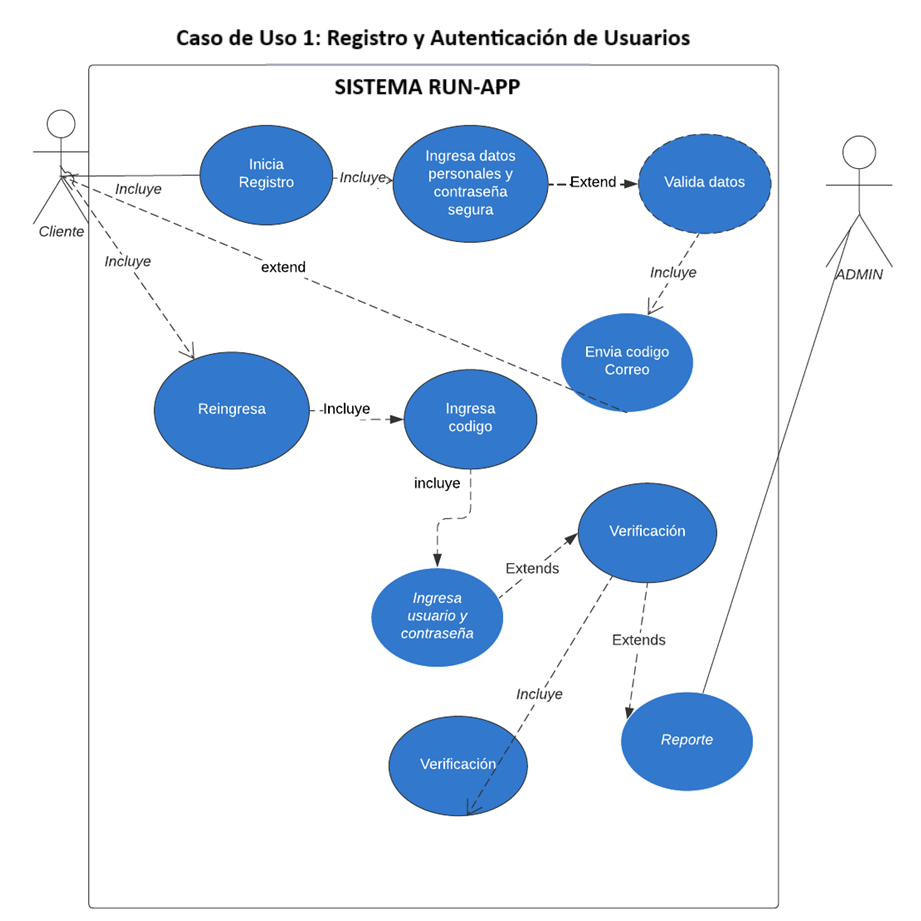 Caso de Uso 1: Registro y Autenticación de Usuarios
SISTEMA RUN-APP
Inicia
Registro
Incluye
Incluye
Ingresa datos
personales y
contraseña
segura
Extend
Valida datos
Cliente
Incluye
extend
Incluye
ADMIN
Envia codigo
Correo
Reingresa
Incluye
Ingresa
codigo
incluye
Verificación
Extends
Ingresa
usuario y
contraseña
Extends
Incluye
Reporte
Verificación